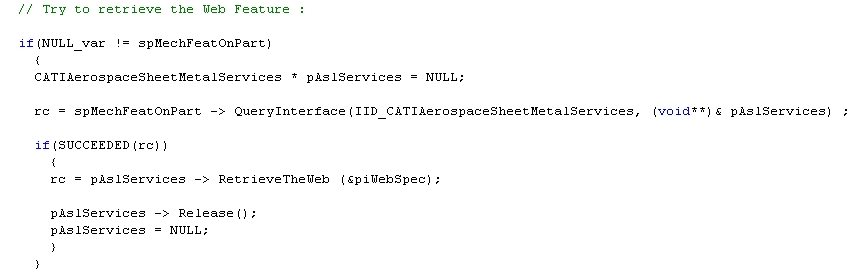 // Try to retrieve the Web Feature :
if(NULL_var != spMechFeatOnPart)
{
CATIAerospaceSheetMetalServices * pAslServices = NULL;
rc = spMechFeatOnPart -> QueryInterface(IID_CATIAerospaceSheetMetalServices, (void**)& pAslServices) ;
if(SUCCEEDED(rc))
{
rc = pAslServices -> RetrieveTheWeb (&piWebSpec);
pAslServices -> Release();
pAslServices = NULL;
}
}